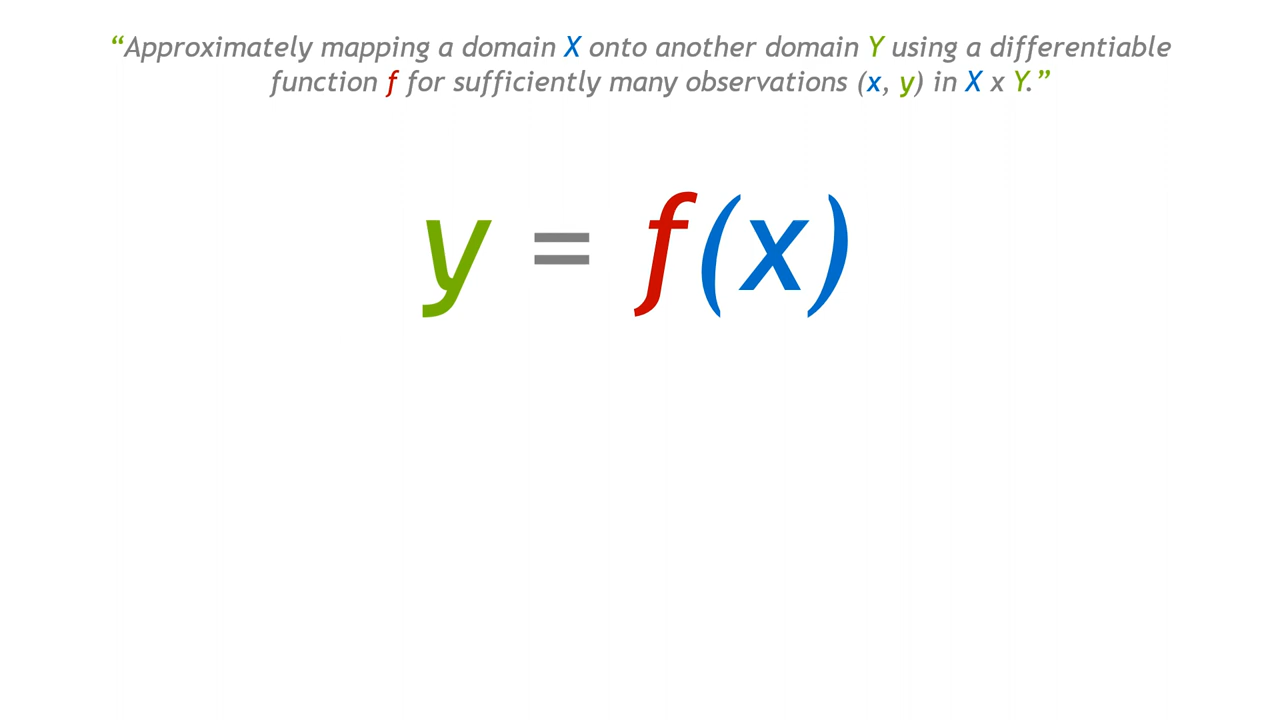 “Approximately mapping a domain X onto another domain Y using a differentiable
function f for sufficiently many observations (x, y) in X x Y.”
y = f(x)